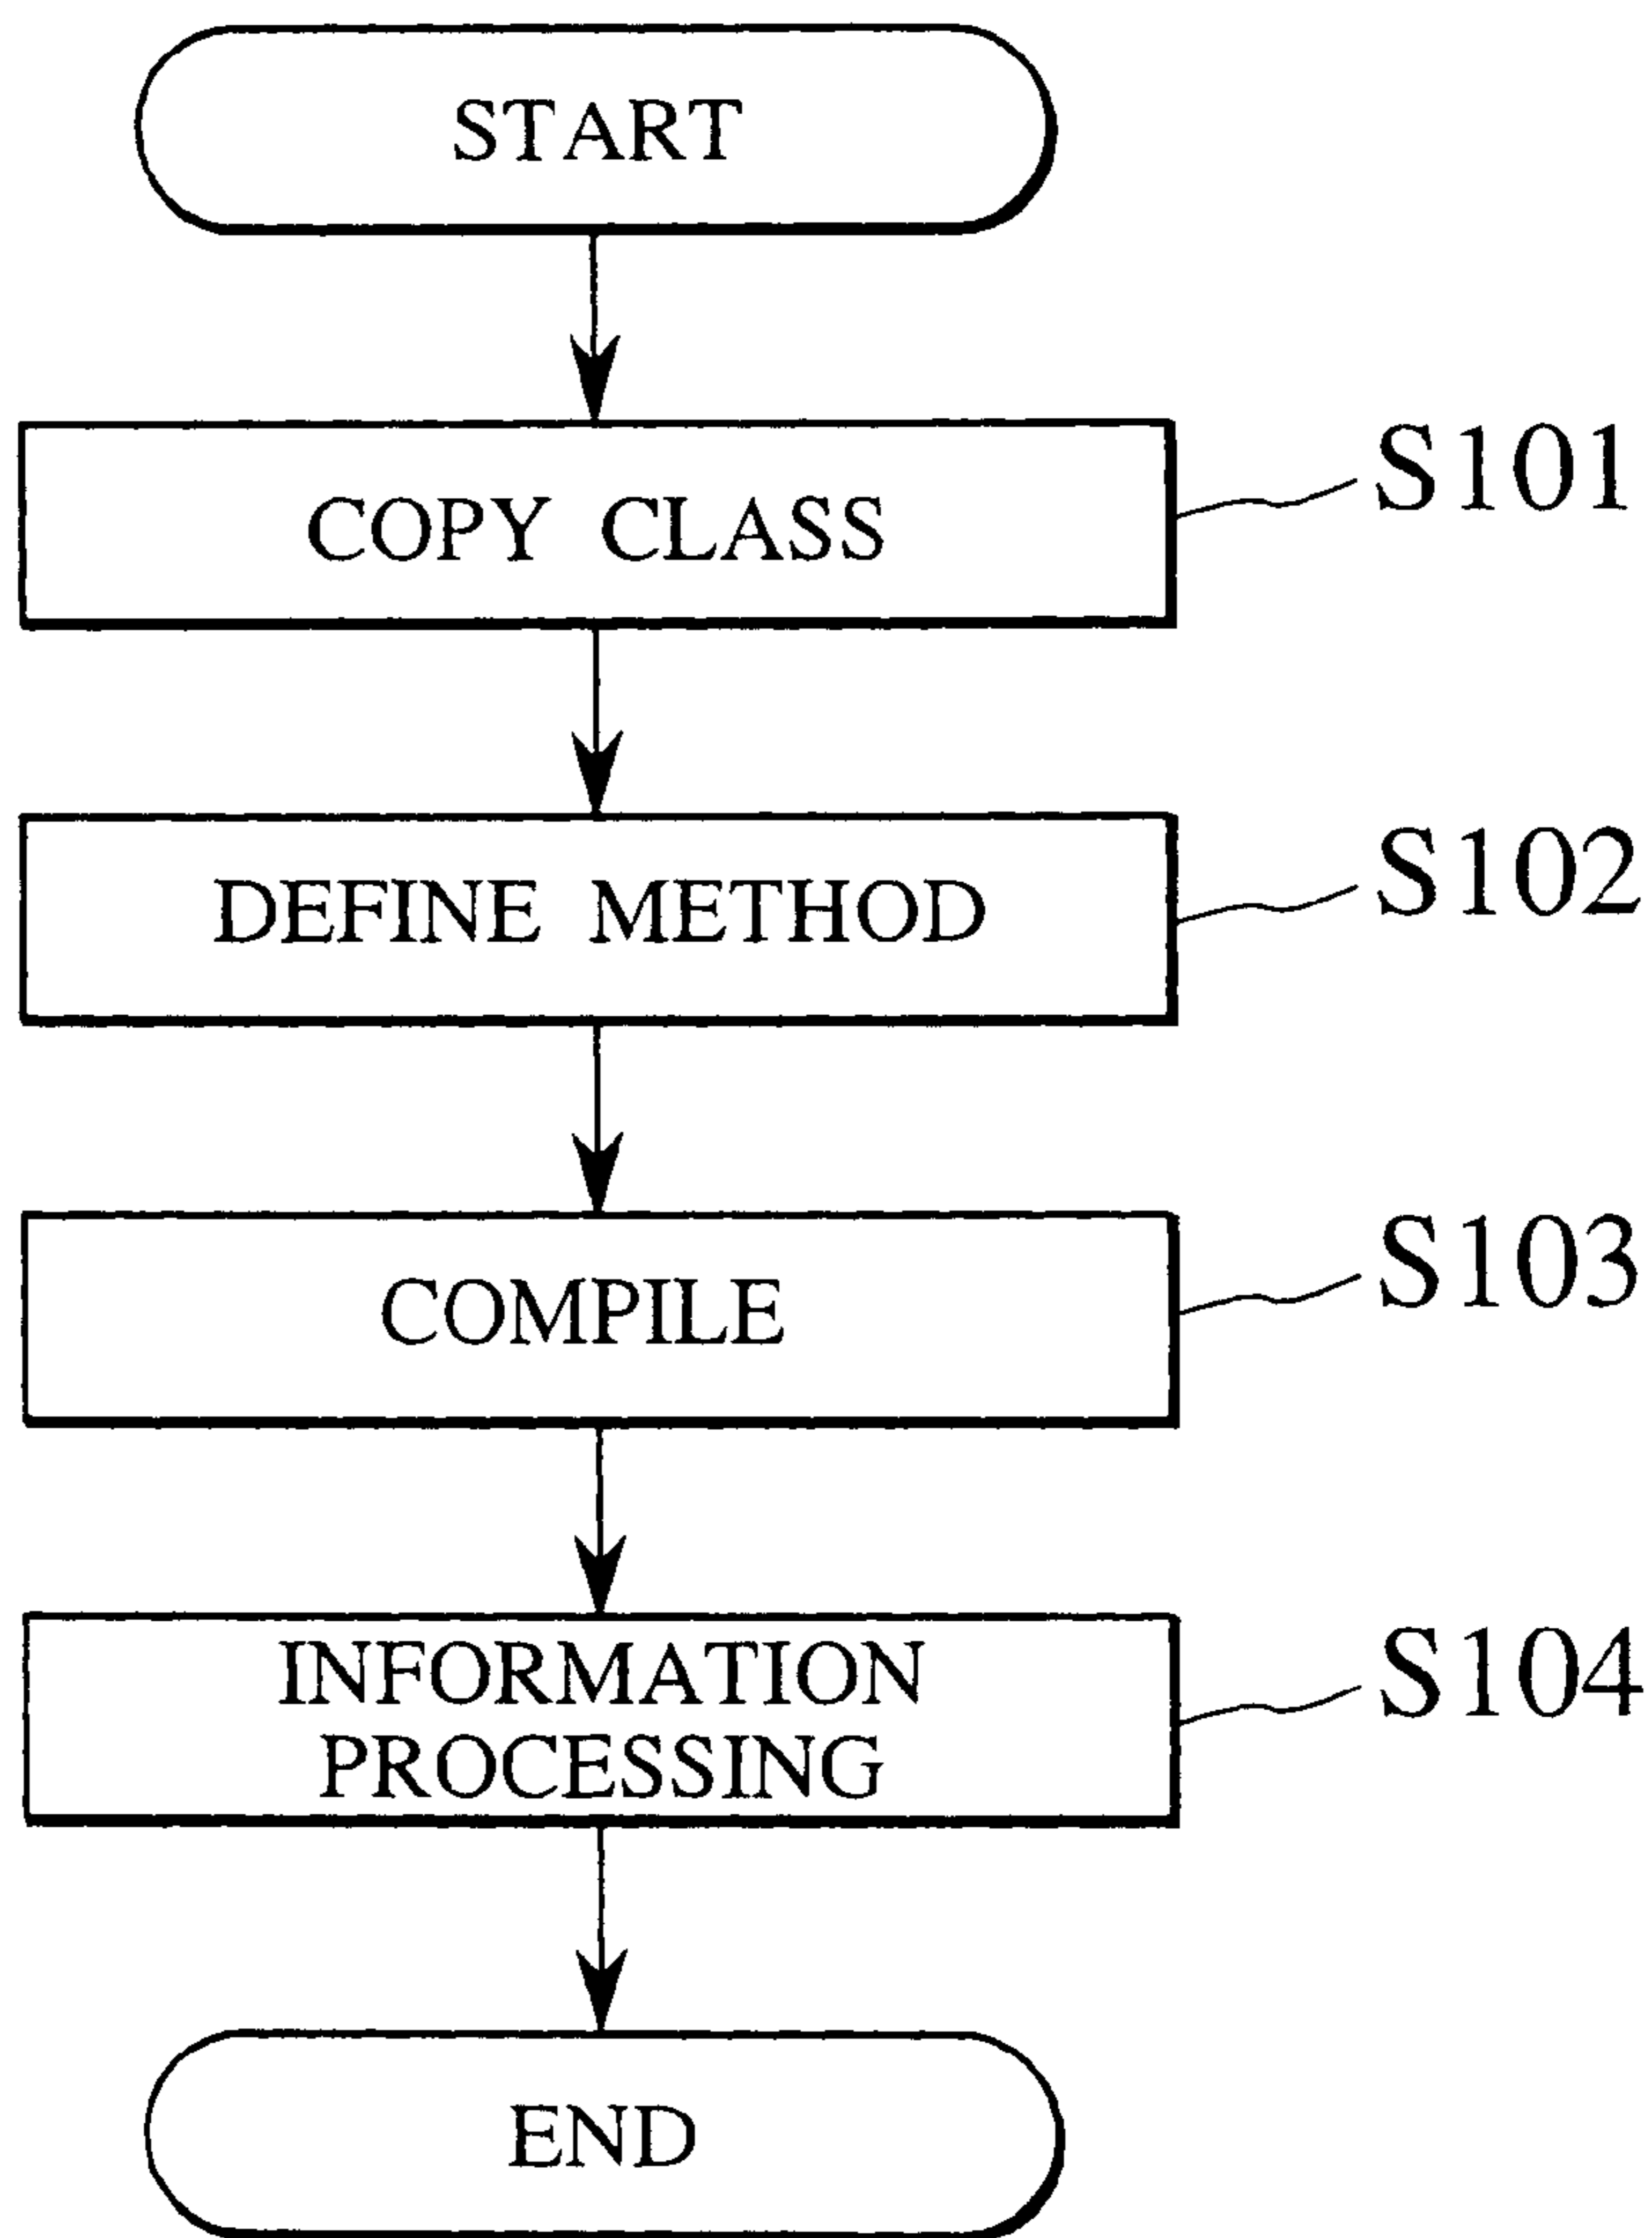 START
COPY CLASS
S101
DEFINE METHOD
S102
COMPILE
S103
INFORMATION
PROCESSING
S104
END